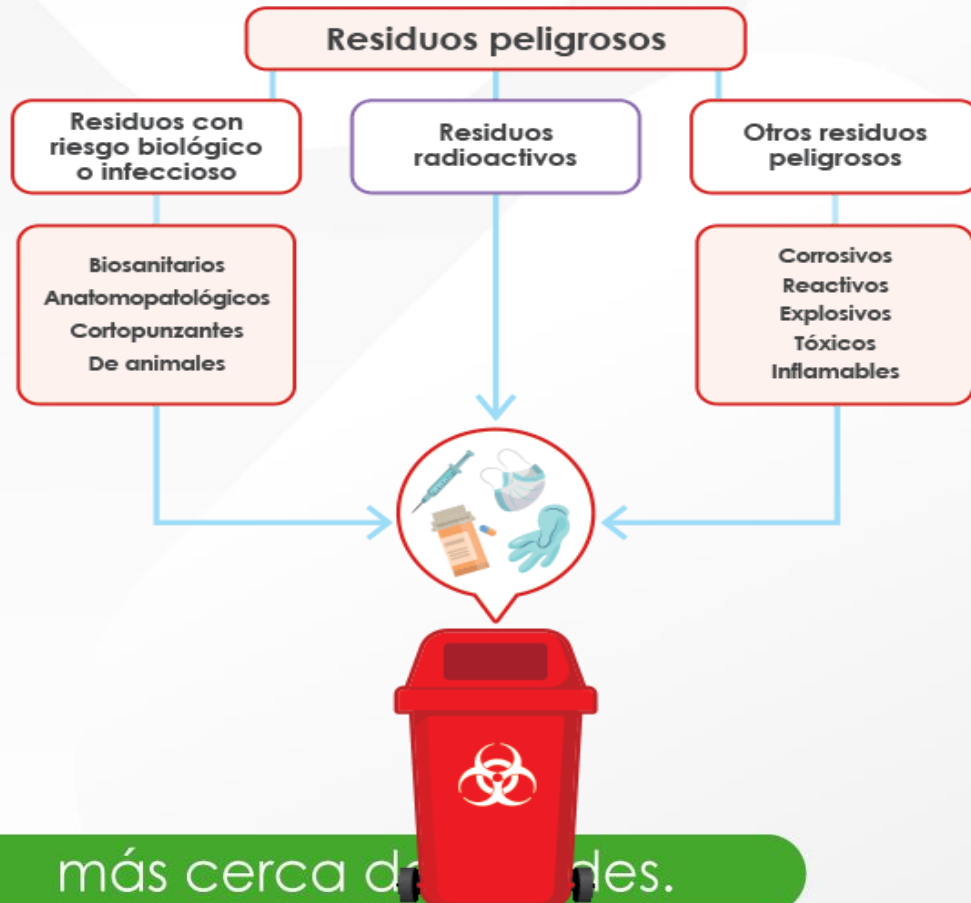 Residuos peligrosos
Residuos con
riesgo biológico
o infeccioso
Residuos
radioactivos
Otros residuos
peligrosos
Biosanitarios
Anatomopatológicos
Cortopunzantes
De animales
Corrosivos
Reactivos
Explosivos
Tóxicos
Inflamables
más cerca